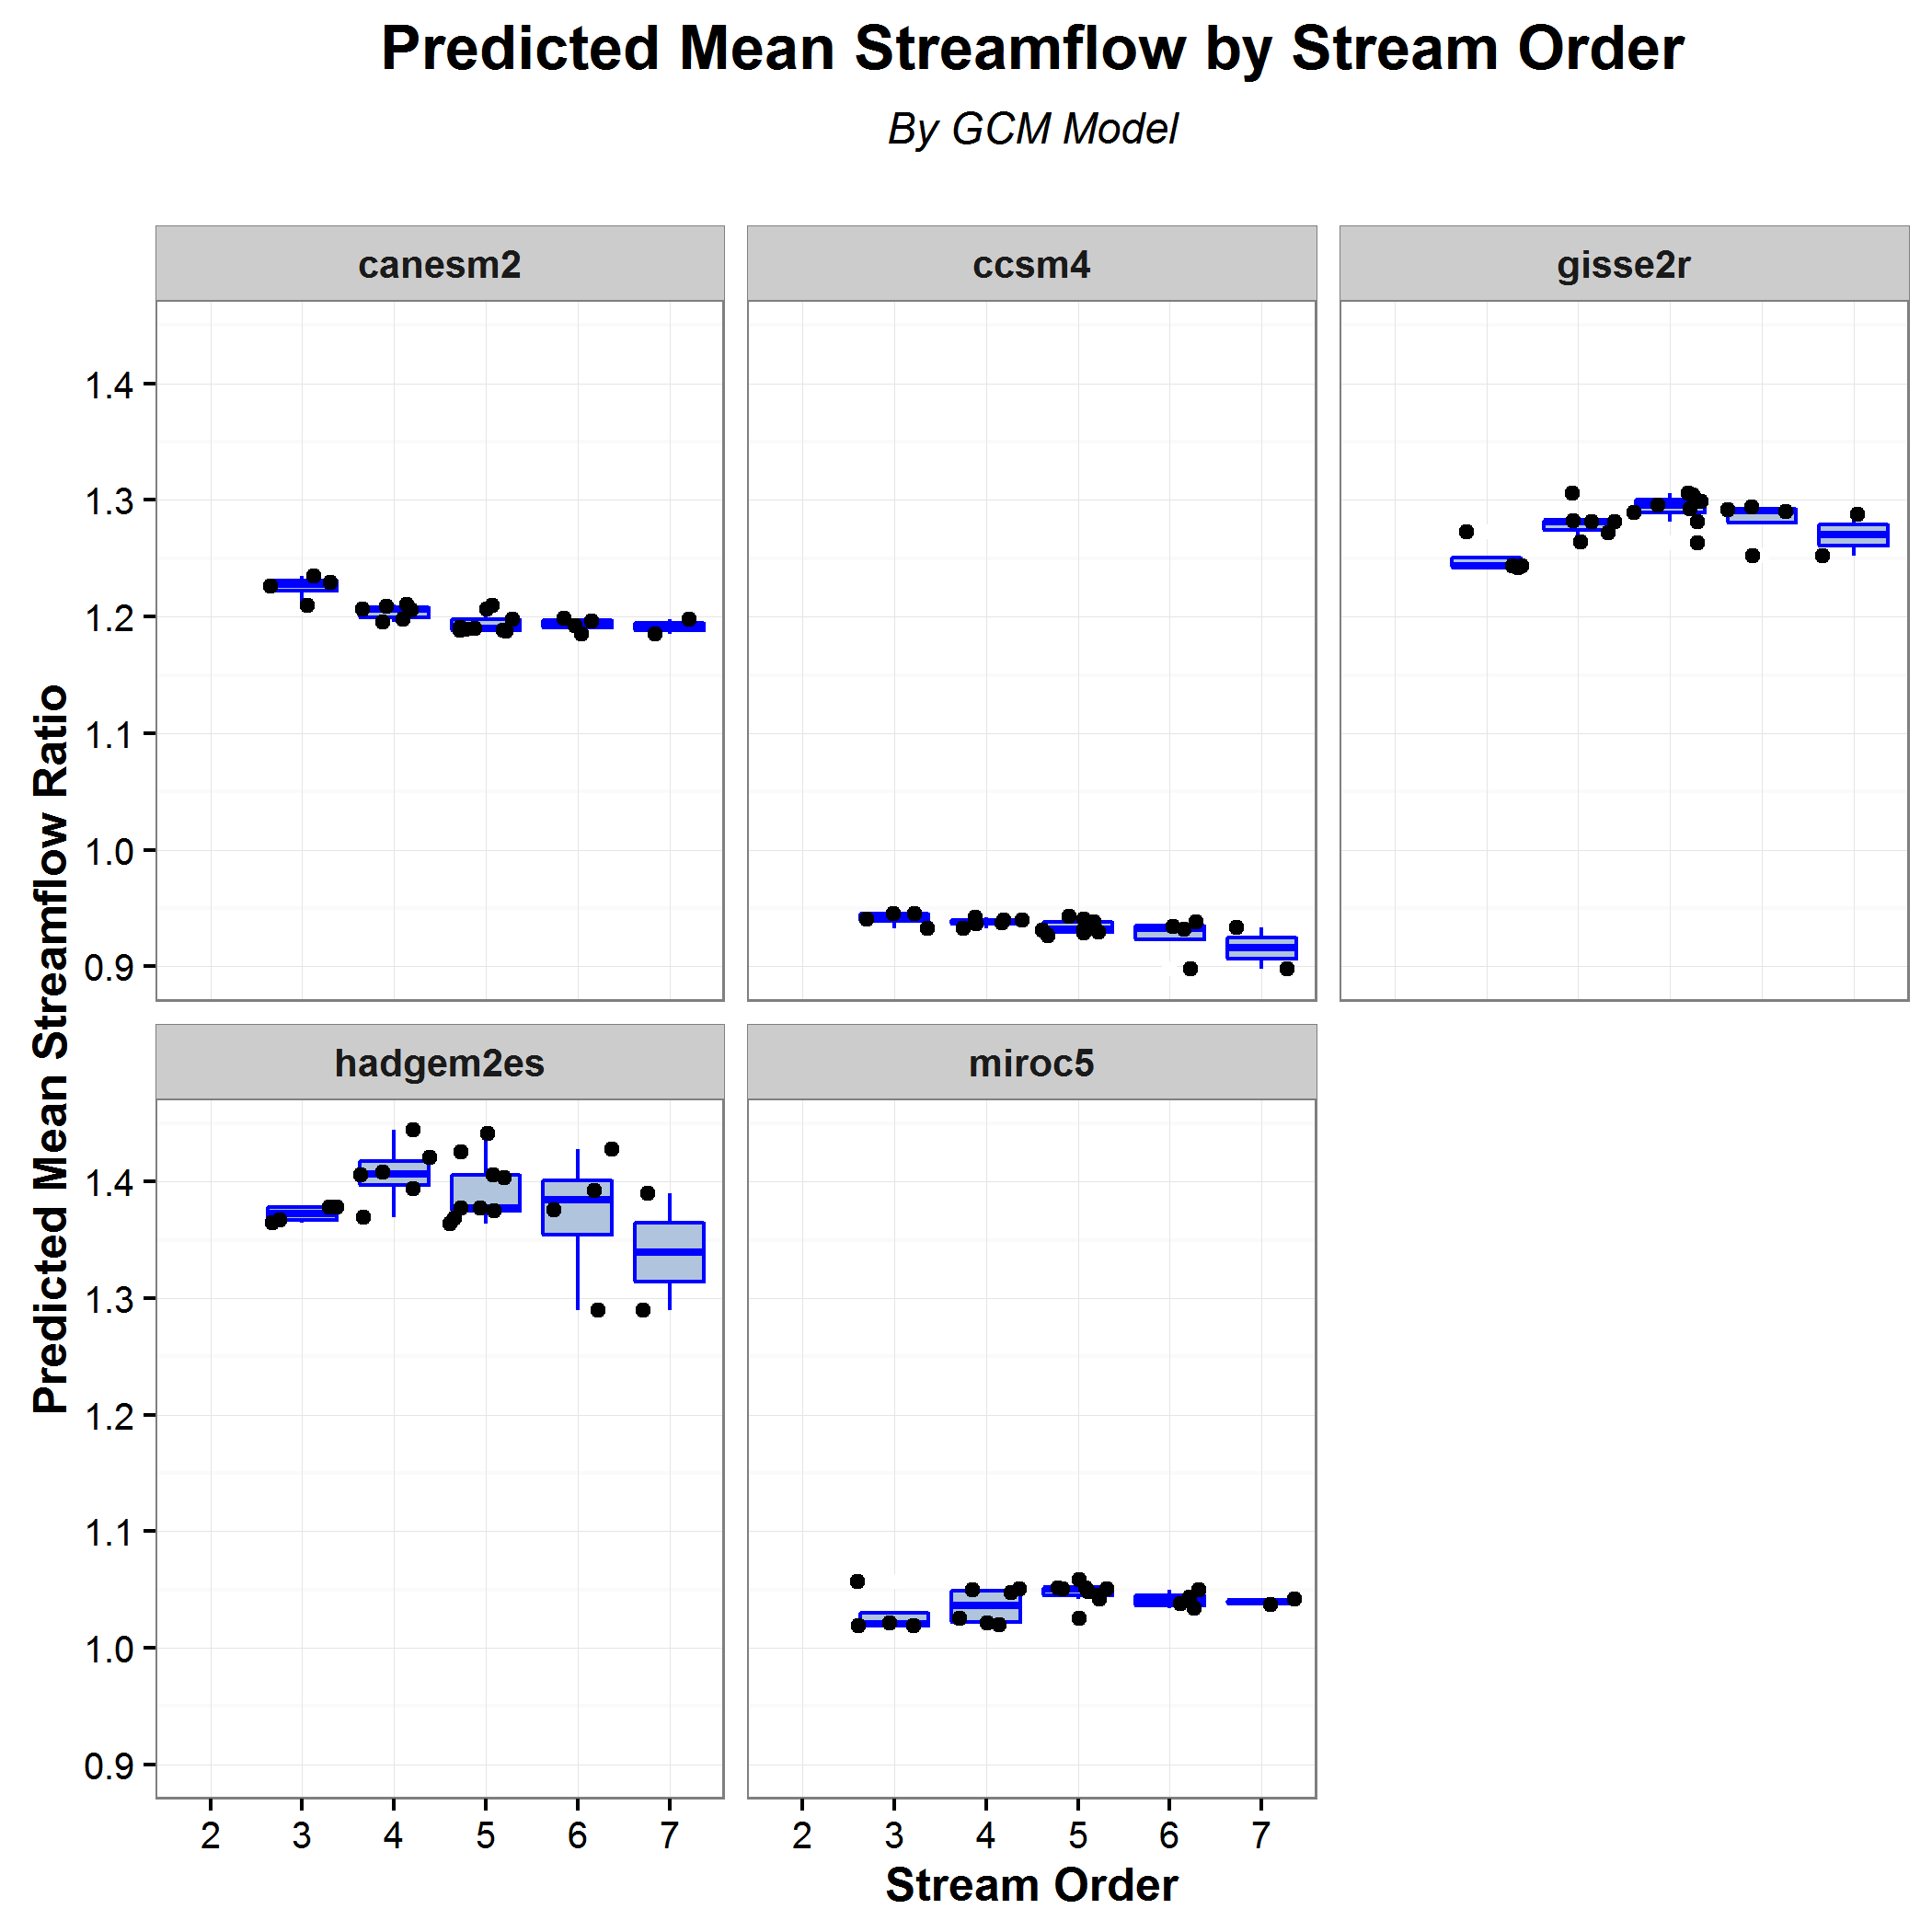 Predicted Mean Streamflow by Stream Order
By GCM Model
canesm2
ccsm4
gisse2r
1.4
1.3
1.2
1.1
1.0
0.9
Predicted Mean Streamflow Ratio
hadgem2es
miroc5
1.4
1.3
1.2
1.1
1.0
0.9
2 3 4 5 6 7
2 3 4 5 6 7
Stream Order